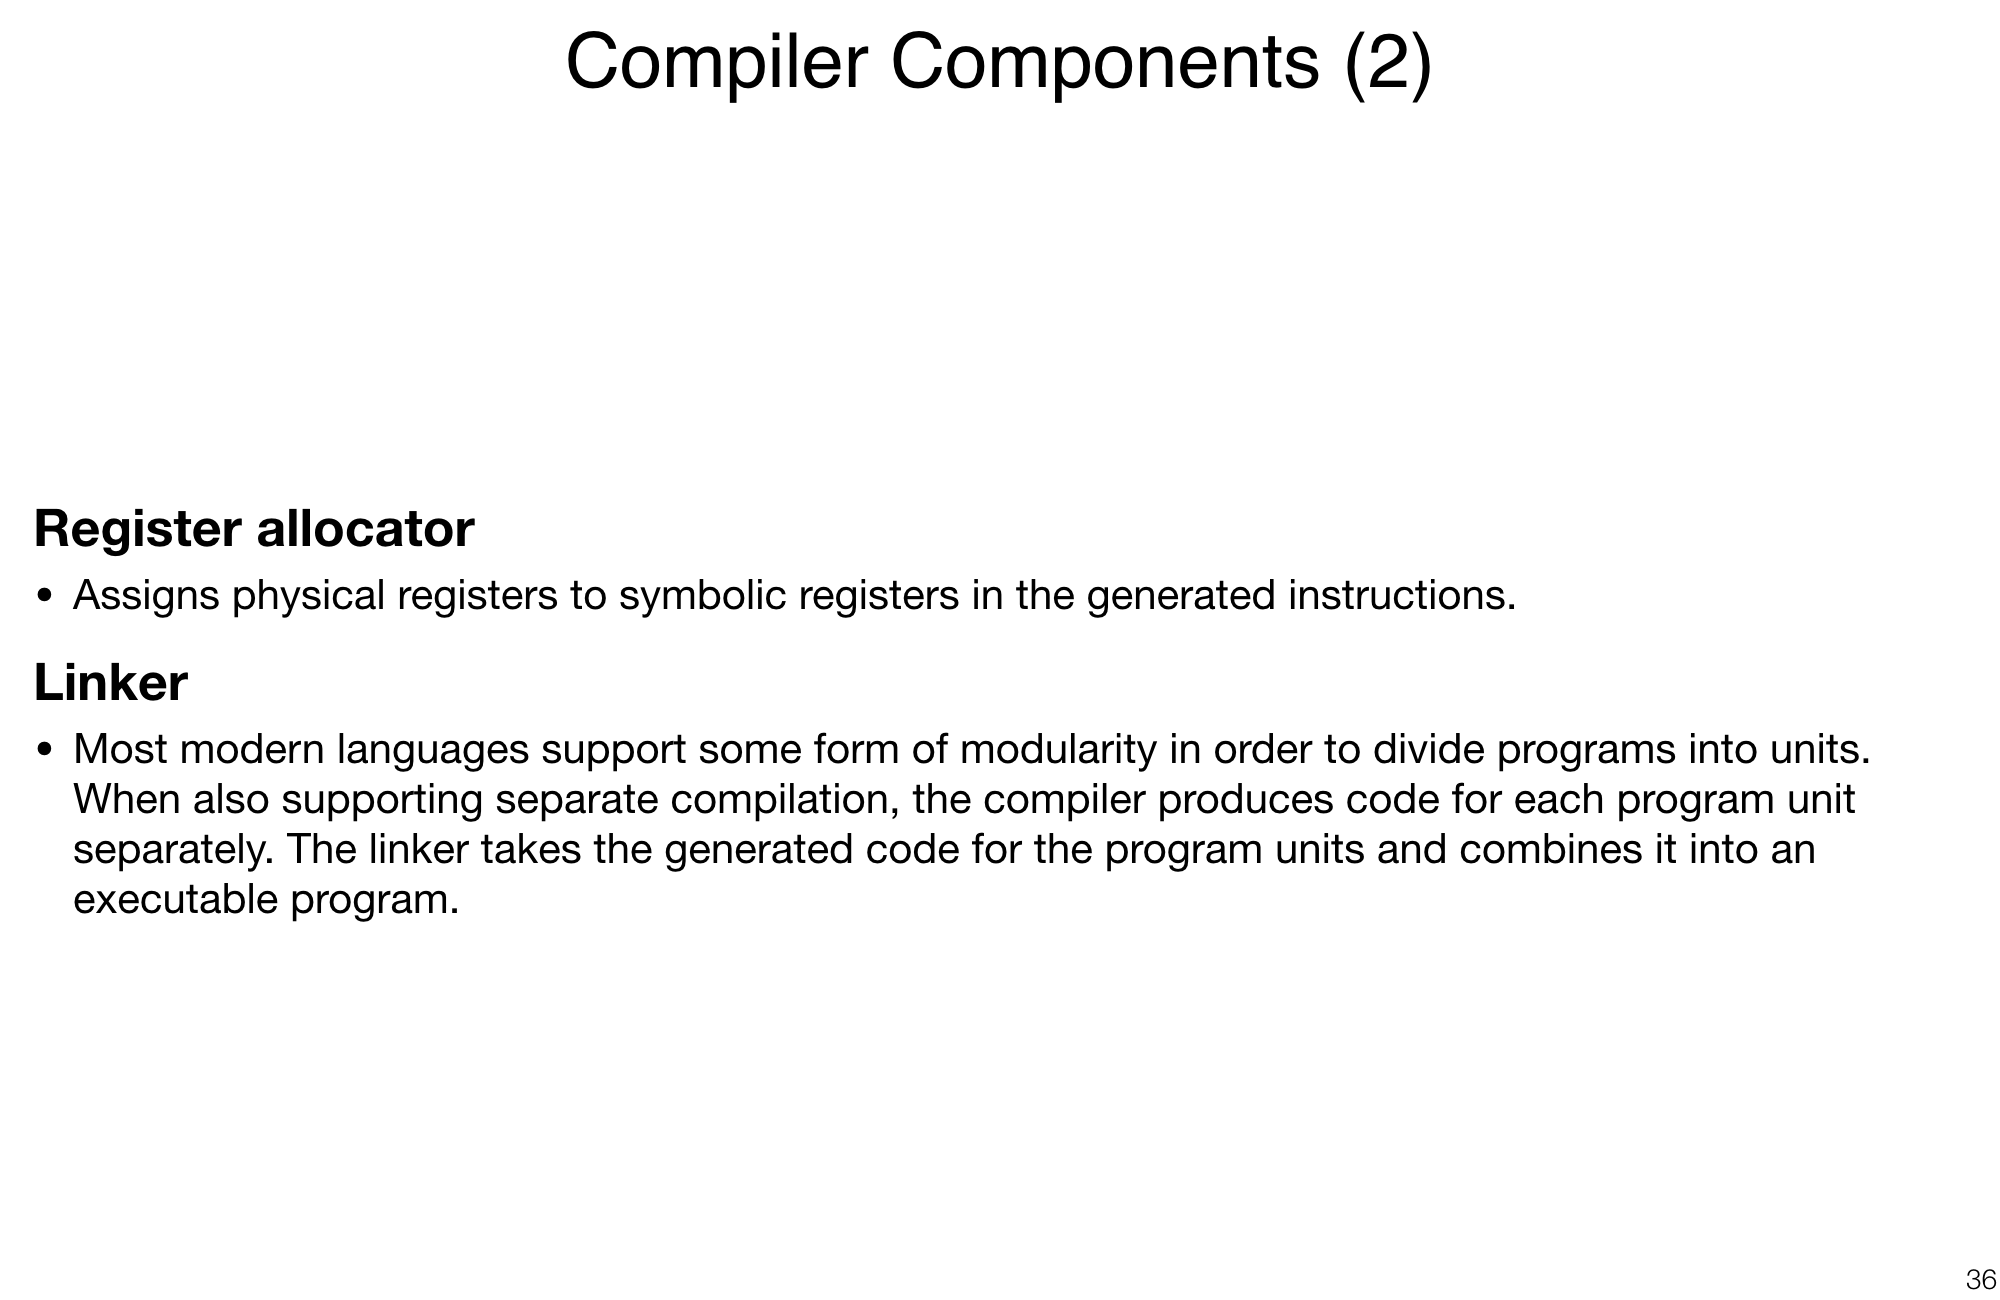 Compiler Components (2)
Register allocator
• Assigns physical registers to symbolic registers in the generated instructions.
Linker
• Most modern languages support some form of modularity in order to divide programs into units.
When also supporting separate compilation, the compiler produces code for each program unit
separately. The linker takes the generated code for the program units and combines it into an
executable program.
36